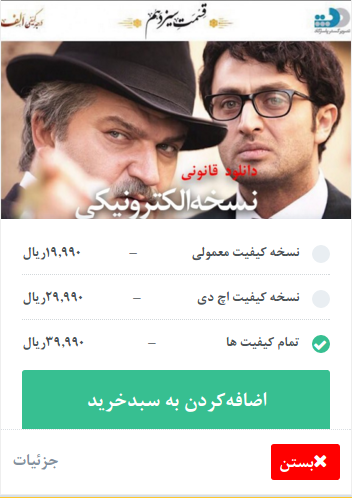 قسمت سیزدهم
دانلود قانونی
نسخه الکترونیکی
نسخه کیفیت معمولی – ۱۹,۹۹۰ریال
نسخه کیفیت اچ دی – ۲۹,۹۹۰ریال
تمام کیفیت ها – ۳۹,۹۹۰ریال
اضافه‌کردن به سبدخرید
بستن
جزئیات